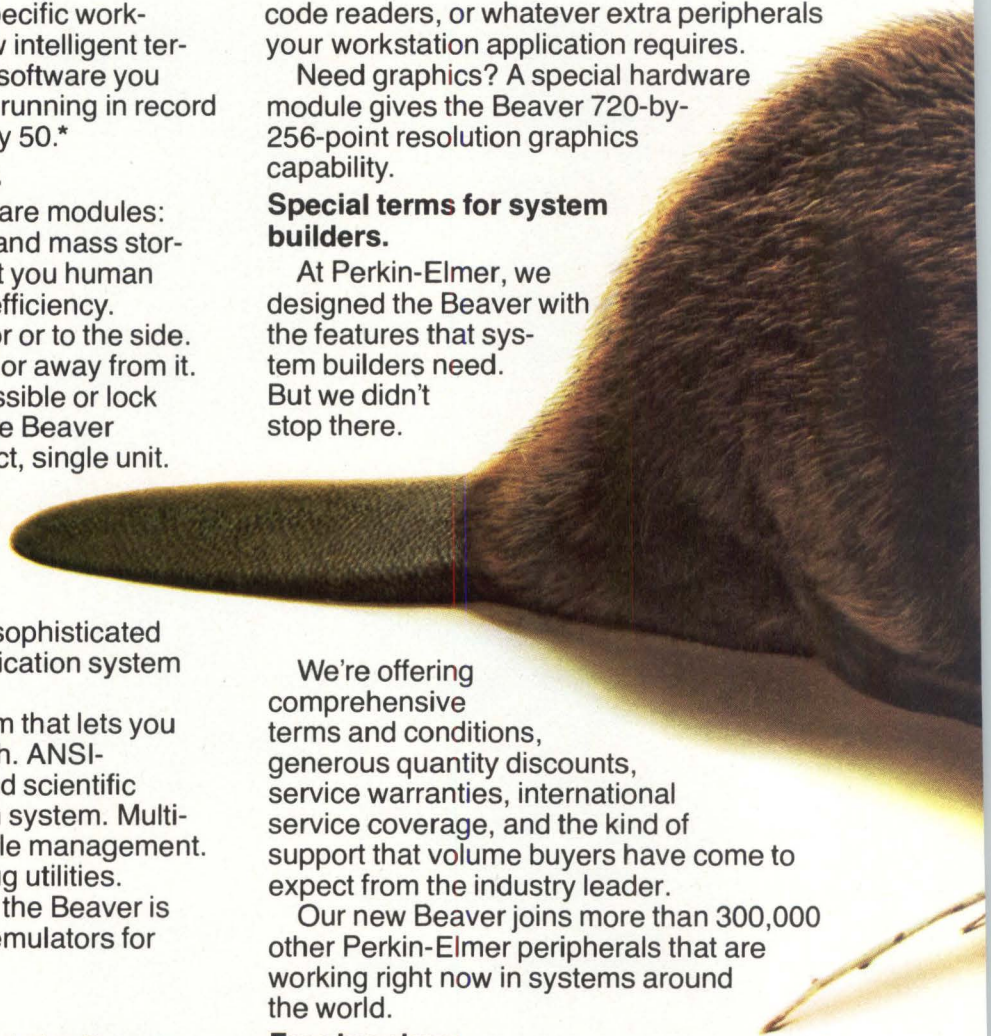 ecific work-
intelligent ter-
software you
running in record
y 50.*
are modules:
and mass stor-
t you human
efficiency.
or or to the side.
or away from it.
ssible or lock
e Beaver
ct, single unit.
sophisticated
ication system
m that lets you
h. ANSI-
d scientific
system. Multi-
le management.
g utilities.
the Beaver is
emulators for
code readers, or whatever extra peripherals
your workstation application requires.
Need graphics? A special hardware
module gives the Beaver 720-by-
256-point resolution graphics
capability.
Special terms for system
builders.
At Perkin-Elmer, we
designed the Beaver with
the features that sys-
tem builders need.
But we didn't
stop there.
We're offering
comprehensive
terms and conditions,
generous quantity discounts,
service warranties, international
service coverage, and the kind of
support that volume buyers have come to
expect from the industry leader.
Our new Beaver joins more than 300,000
other Perkin-Elmer peripherals that are
working right now in systems around
the world.